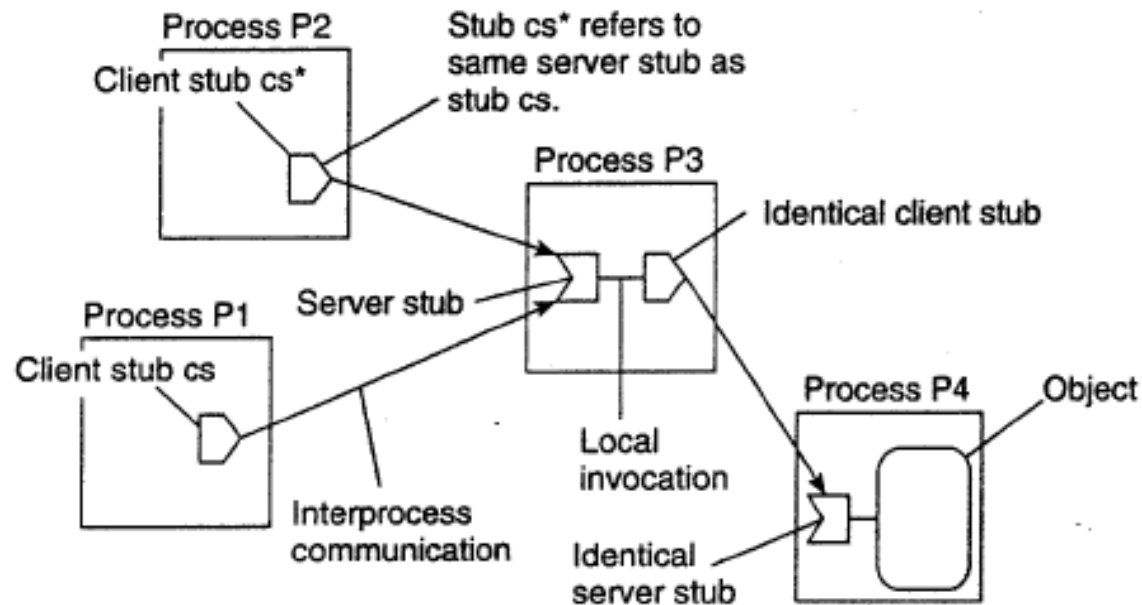 Process P2
Stub cs* refers to
same server stub as
stub cs.
Client stub cs*
Process P3
Identical client stub
Server stub
Process P1
Client stub cs
Process P4
Object
Local
invocation
Interprocess
communication
Identical
server stub